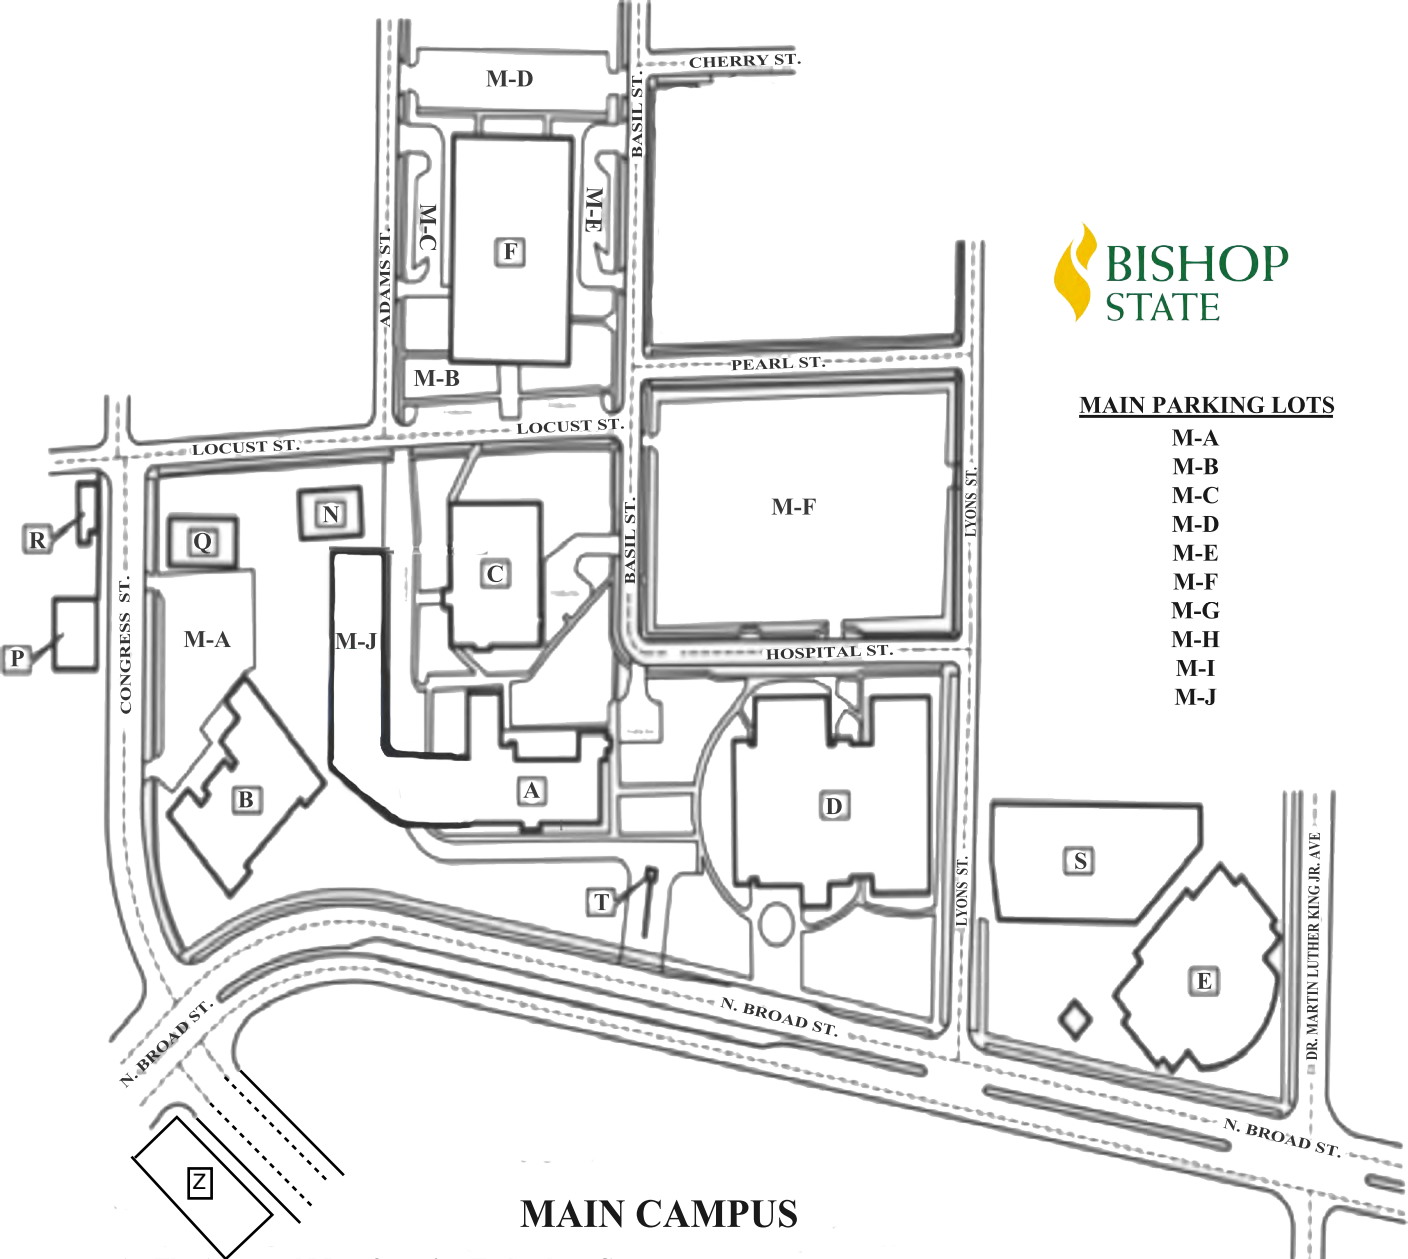 CHERRY ST.
M-D
BASIL ST.
M-C
M-E
F
ADAMS ST.
BISHOP
STATE
PEARL ST.
M-B
MAIN PARKING LOTS
M-A
M-B
M-C
M-D
M-E
M-F
M-G
M-H
M-I
M-J
LOCUST ST.
LOCUST ST.
LYONS ST.
M-F
N
R
Q
BASIL ST.
C
CONGRESS ST.
M-A
M-J
P
HOSPITAL ST.
B
A
D
S
LYONS ST.
T
DR. MARTIN LUTHER KING JR. AVE
E
N. BROAD ST.
N. BROAD ST.
N. BROAD ST.
Z
MAIN CAMPUS